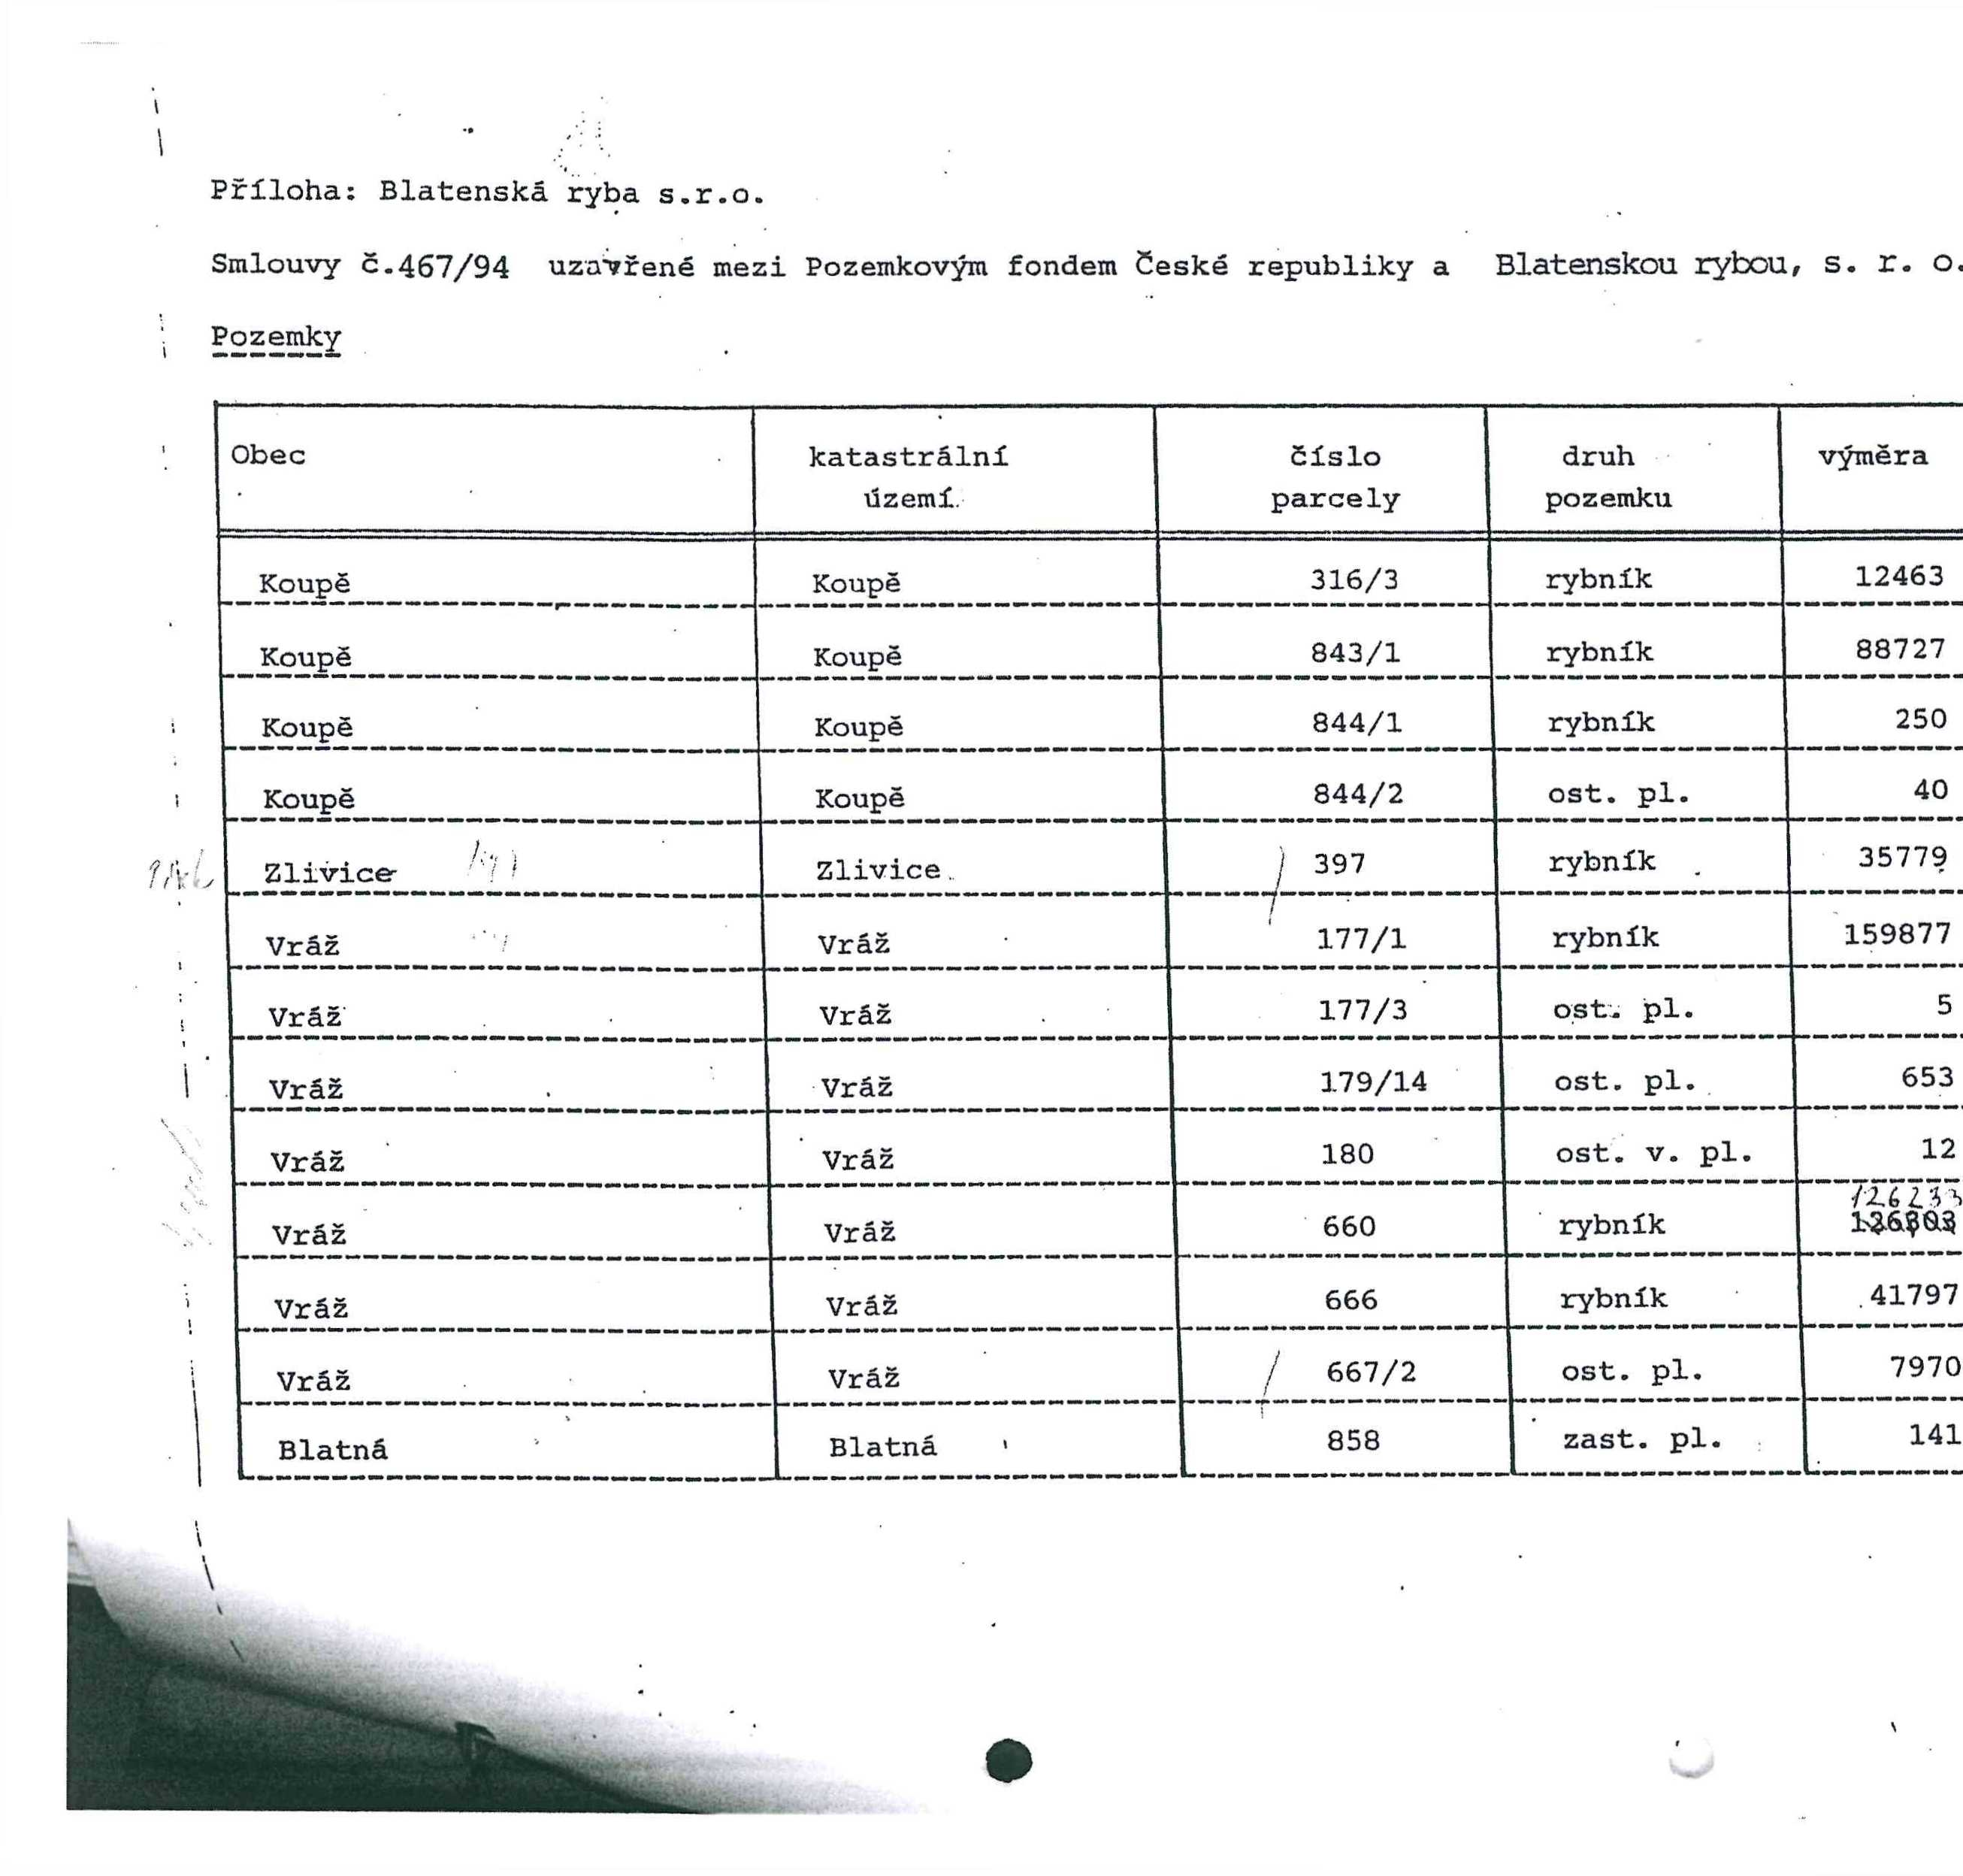 Příloha: Blatenská ryba s.r.o.
Smlouvy č.467/94 uzavřené mezi Pozemkovým fondem České republiky a Blatenskou rybou, s. r. o.
Pozemky
Obec katastrální území číslo parcely druh pozemku výměra
Koupě Koupě 316/3 rybník 12463
Koupě Koupě 843/1 rybník 88727
Koupě Koupě 844/1 rybník 250
Koupě Koupě 844/2 ost. pl. 40
Zlivice Zlivice 397 rybník 35779
Vráž Vráž 177/1 rybník 159877
Vráž Vráž 177/3 ost. pl. 5
Vráž Vráž 179/14 ost. pl. 653
Vráž Vráž 180 ost. v. pl. 12
126233
Vráž Vráž 660 rybník
Vráž Vráž 666 rybník 41797
Vráž Vráž 667/2 ost. pl. 7970
Blatná Blatná 858 zast. pl. 141